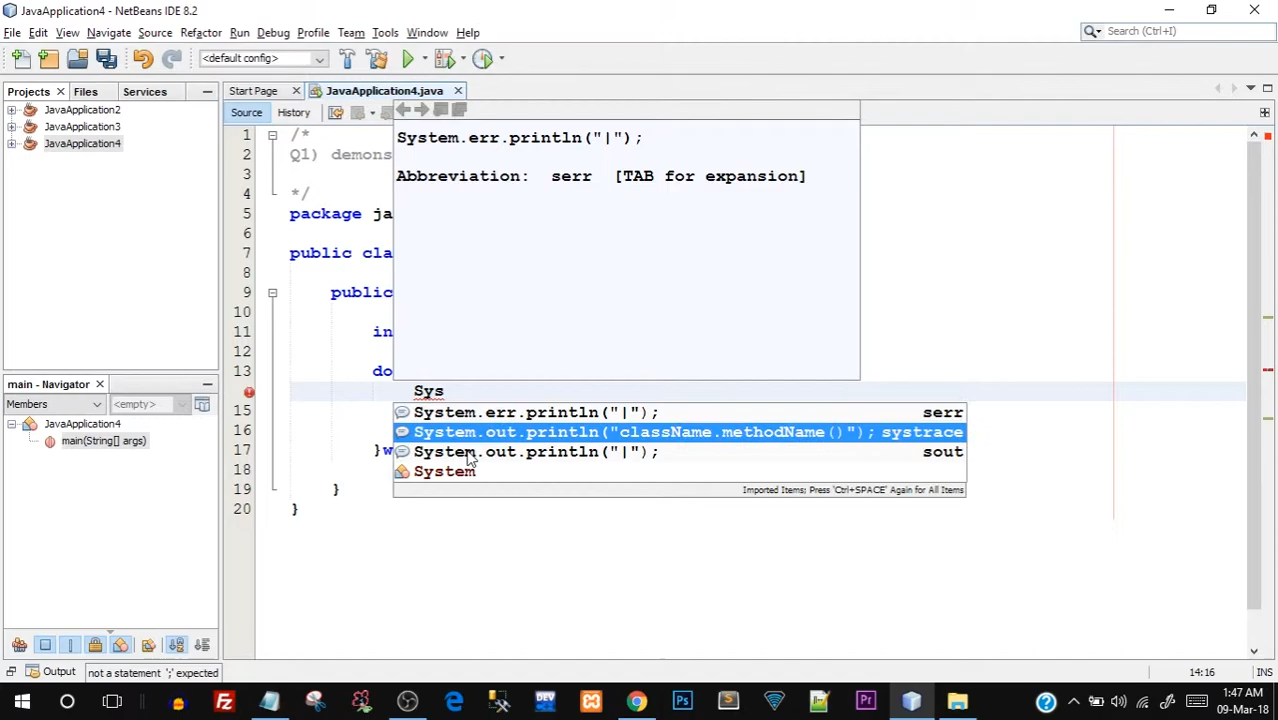 JavaApplication4 - NetBeans IDE 8.2
File Edit View Navigate Source Refactor Run Debug Profile Team Tools Window Help
Search (Ctrl+I)
<default config>
Projects Files Services
Start Page JavaApplication4.java
JavaApplication2
JavaApplication3
JavaApplication4
Source History
1 /*
2 Q1) demons
3
4 */
5 package ja
6
7 public cla
8
9 public
10
11 in
12
13 do
Sys
15
16
17 }w
18
19 }
20 }
System.err.println("|");
Abbreviation: serr [TAB for expansion]
System.err.println("|"); serr
System.out.println("className.methodName()"); systrace
System.out.println("|"); sout
System
Imported Items; Press 'Ctrl+SPACE' Again for All Items
main - Navigator
Members <empty>
JavaApplication4
main(String[] args)
Output
not a statement ';' expected
14:16 INS
1:47 AM
09-Mar-18